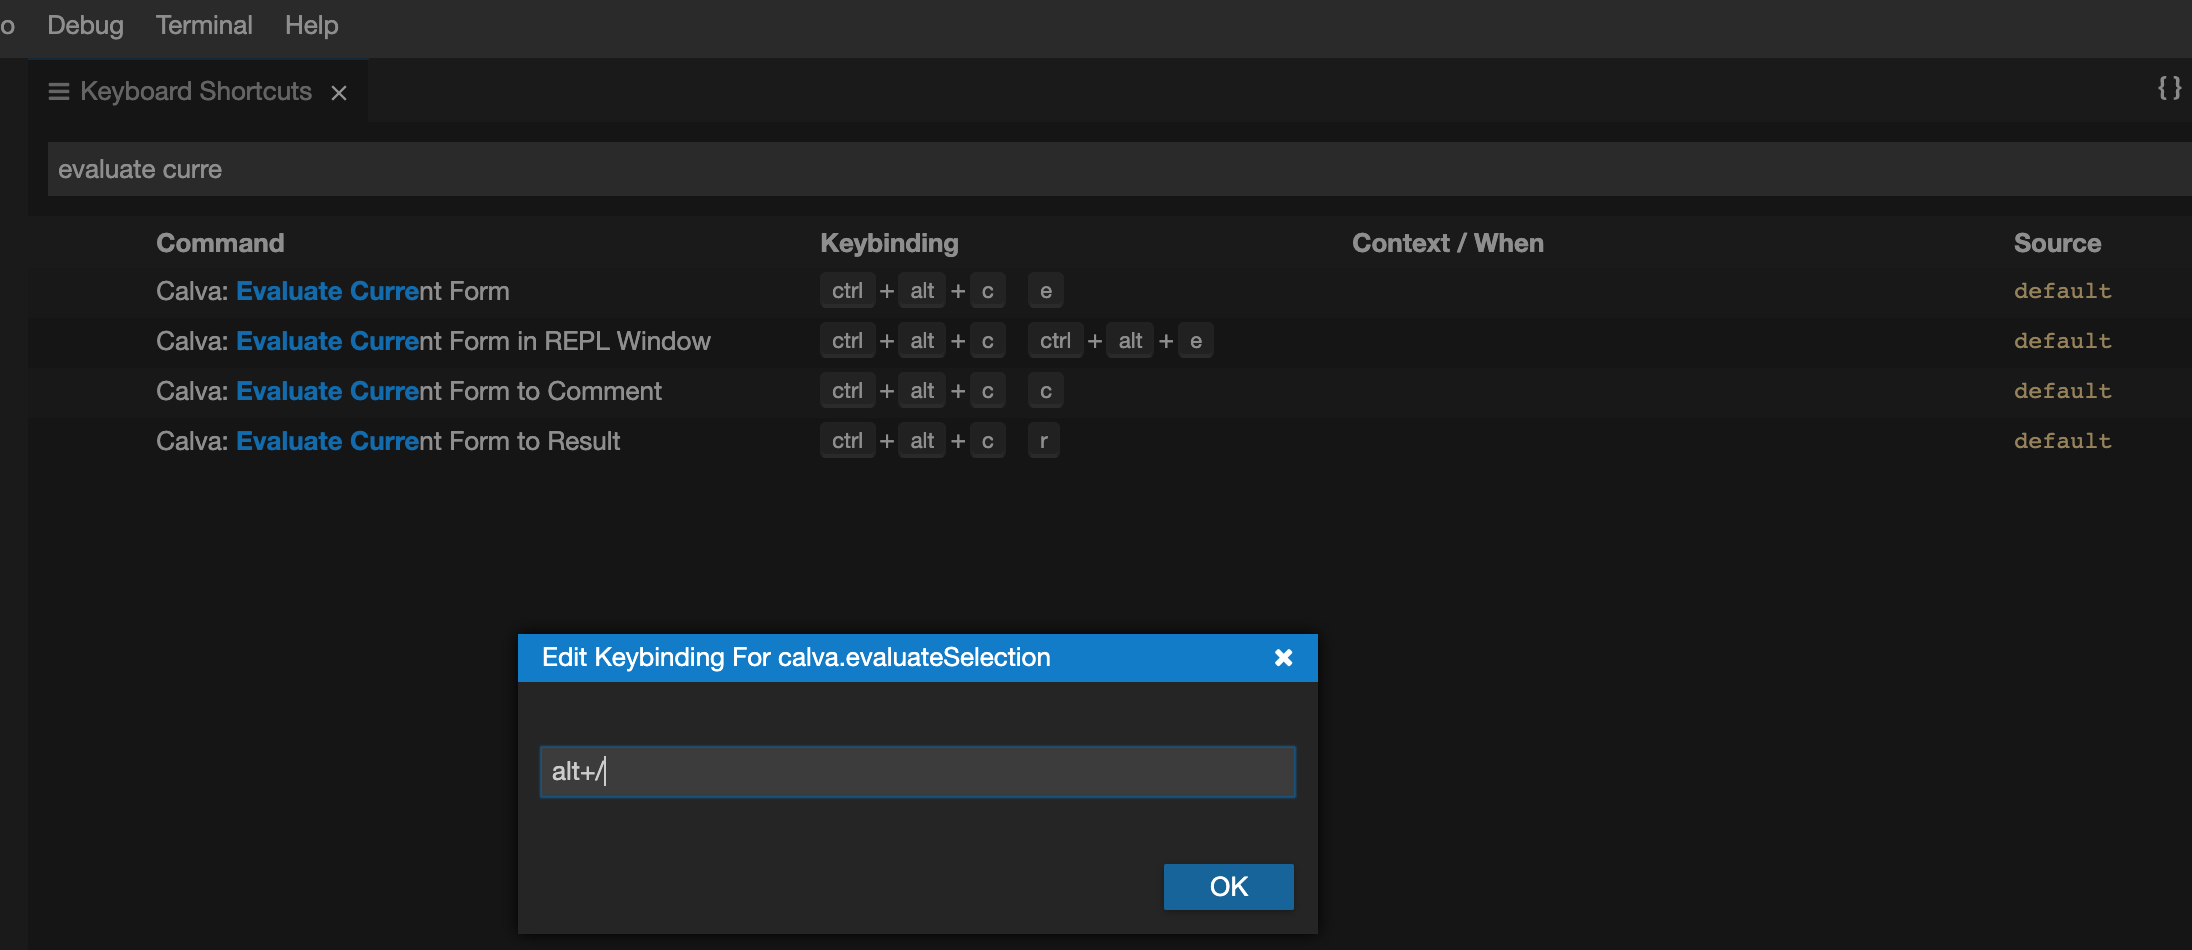 o Debug Terminal Help
Keyboard Shortcuts
{}
evaluate curre
Command Keybinding Context / When Source
Calva: Evaluate Current Form ctrl + alt + c e default
Calva: Evaluate Current Form in REPL Window ctrl + alt + c ctrl + alt + e default
Calva: Evaluate Current Form to Comment ctrl + alt + c c default
Calva: Evaluate Current Form to Result ctrl + alt + c r default
Edit Keybinding For calva.evaluateSelection
alt+/
OK